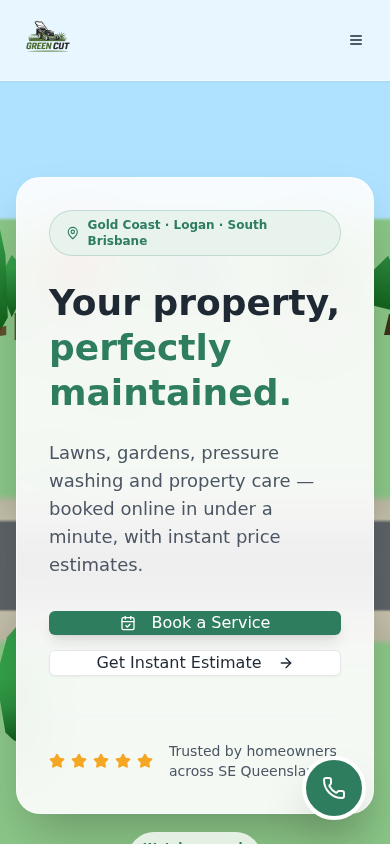 GREEN CUT
Gold Coast · Logan · South
Brisbane
Your property,
perfectly
maintained.
Lawns, gardens, pressure
washing and property care —
booked online in under a
minute, with instant price
estimates.
Book a Service
Get Instant Estimate
Trusted by homeowners
across SE